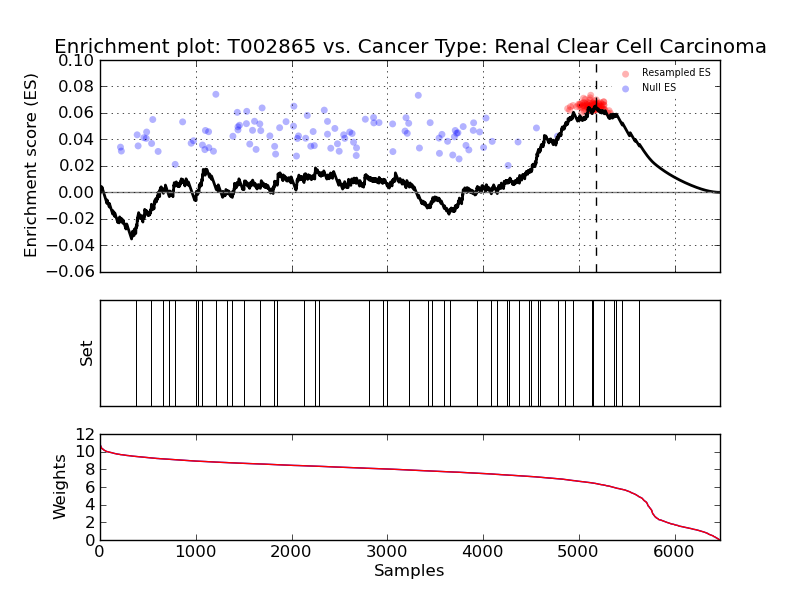 Enrichment plot: T002865 vs. Cancer Type: Renal Clear Cell Carcinoma
Enrichment score (ES)
0.10
0.08
0.06
0.04
0.02
0.00
−0.02
−0.04
−0.06
Resampled ES
Null ES
Set
Weights
12
10
8
6
4
2
0
0 1000 2000 3000 4000 5000 6000
Samples